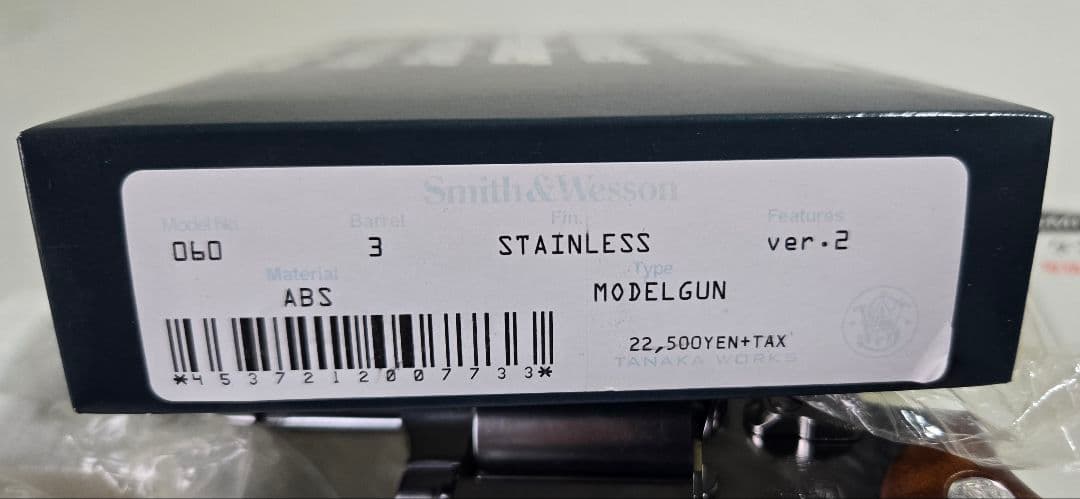 Smith&Wesson
Model No. Barrel Fin. Features
060 3 STAINLESS ver.2
Material Type
ABS MODELGUN
22,500YEN+TAX
TANAKA WORKS
*4537212007733*